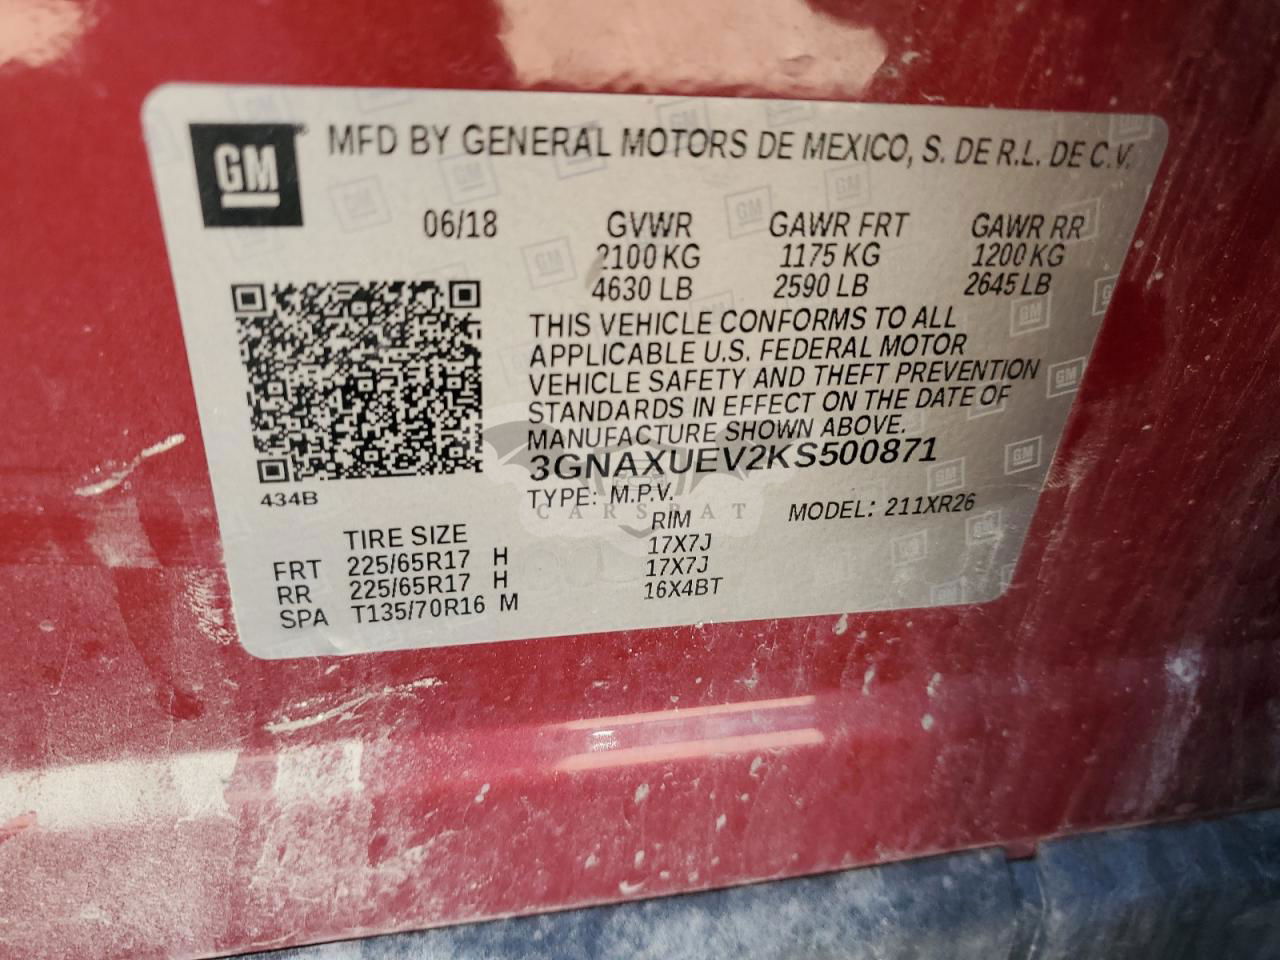 GM MFD BY GENERAL MOTORS DE MEXICO, S. DE R.L. DE C.V.
06/18 GVWR GAWR FRT GAWR RR
2100 KG 1175 KG 1200 KG
4630 LB 2590 LB 2645 LB
THIS VEHICLE CONFORMS TO ALL
APPLICABLE U.S. FEDERAL MOTOR
VEHICLE SAFETY AND THEFT PREVENTION
STANDARDS IN EFFECT ON THE DATE OF
MANUFACTURE SHOWN ABOVE.
3GNAXUEV2KS500871
434B
TYPE: M.P.V. MODEL: 211XR26
CARSBAT
TIRE SIZE RIM
FRT 225/65R17 H 17X7J
RR 225/65R17 H 17X7J
SPA T135/70R16 M 16X4BT